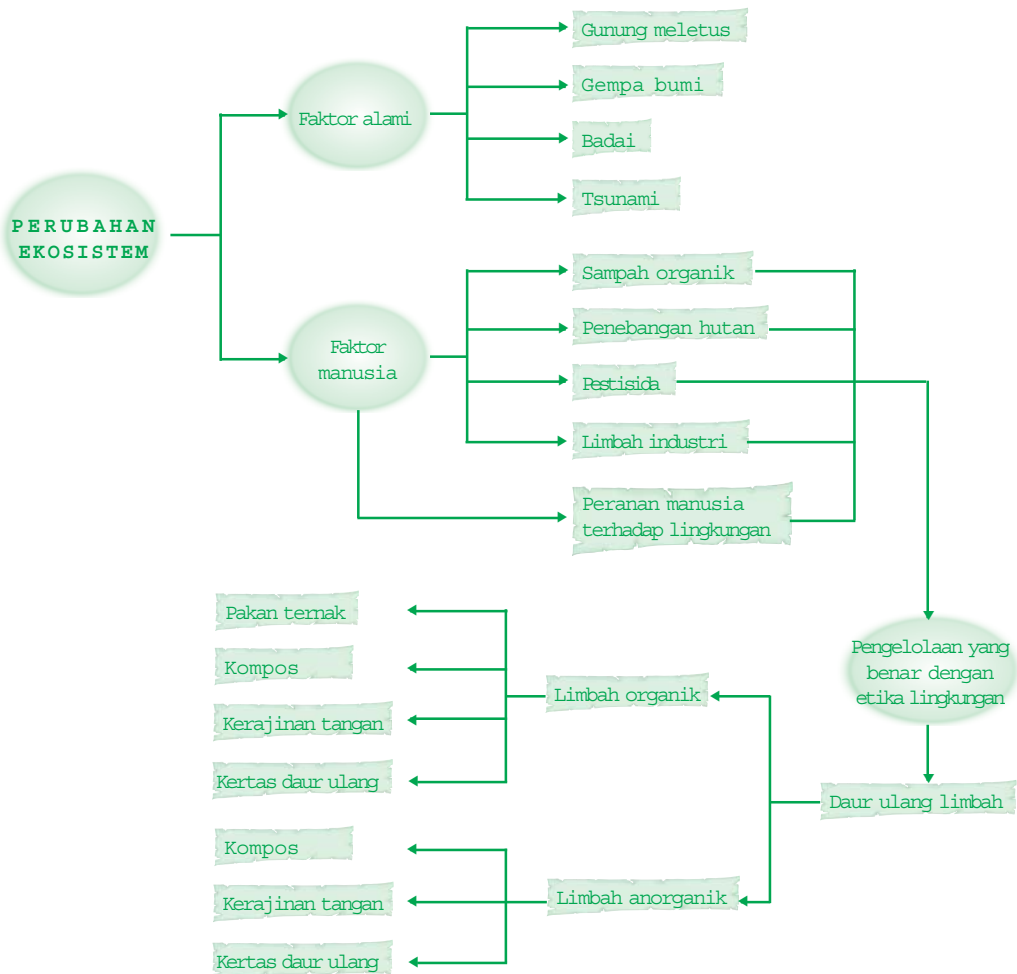 PERUBAHAN
EKOSISTEM
Faktor alami
Gunung meletus
Gempa bumi
Badai
Tsunami
Faktor
manusia
Sampah organik
Penebangan hutan
Pestisida
Limbah industri
Peranan manusia
terhadap lingkungan
Pengelolaan yang
benar dengan
etika lingkungan
Daur ulang limbah
Limbah organik
Pakan ternak
Kompos
Kerajinan tangan
Kertas daur ulang
Limbah anorganik
Kompos
Kerajinan tangan
Kertas daur ulang